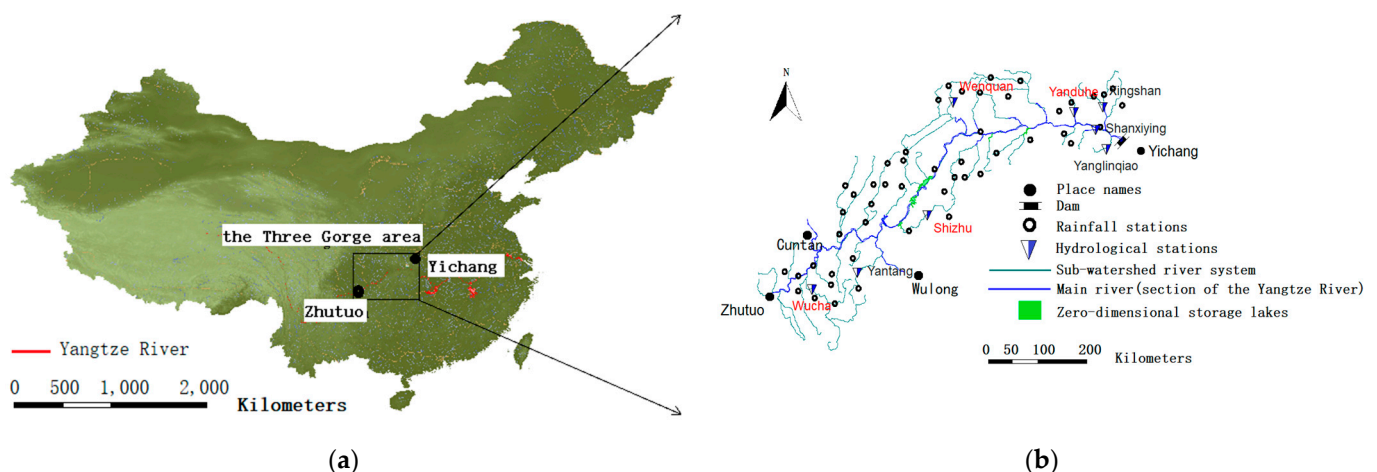 the Three Gorge area
Yichang
Zhutuo
Yangtze River
0 500 1,000 2,000
Kilometers
(a)
N
Wenquan
Yanduhe
Xingshan
Shanxiying
Yanglinqiao
Yichang
Place names
Dam
Rainfall stations
Hydrological stations
Sub-watershed river system
Main river(section of the Yangtze River)
Zero-dimensional storage lakes
Shizhu
Cuntan
Yantang
Wulong
Zhutuo
Wucha
0 50 100 200
Kilometers
(b)